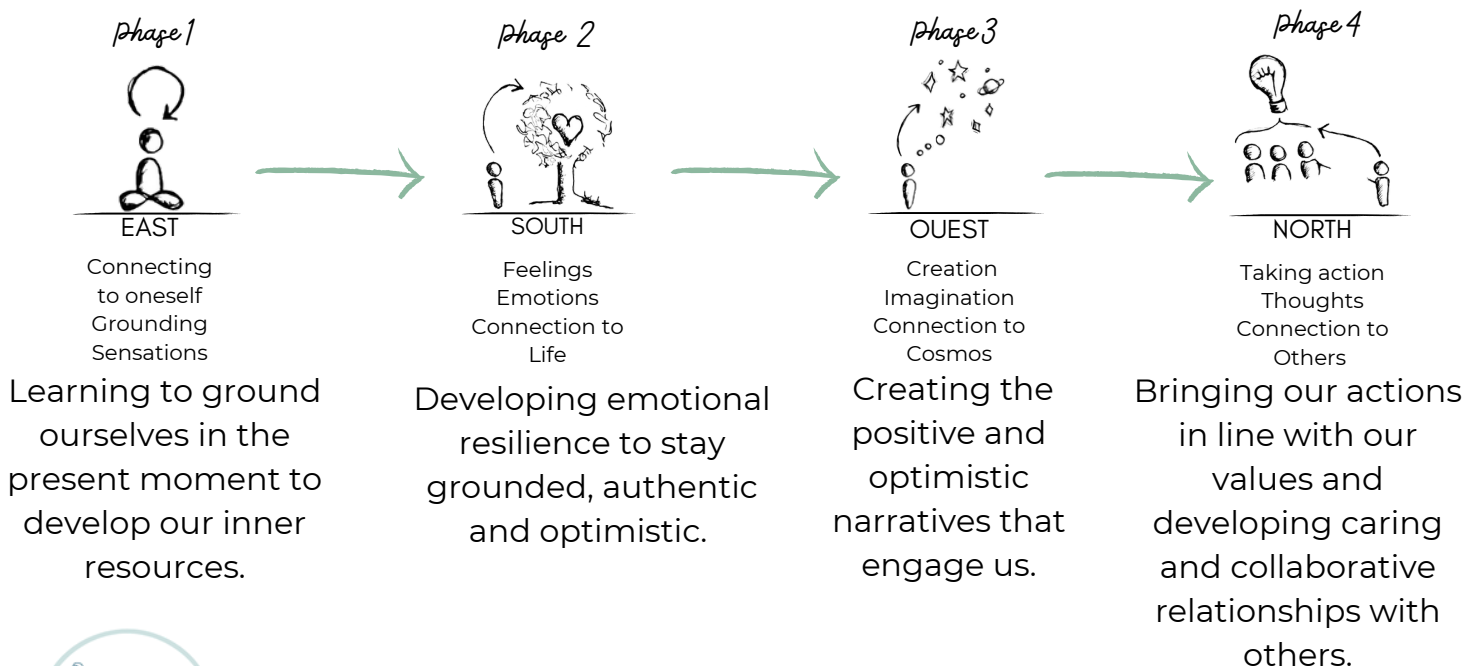 Phase 1
EAST
Connecting
to oneself
Grounding
Sensations
Learning to ground
ourselves in the
present moment to
develop our inner
resources.
Phase 2
SOUTH
Feelings
Emotions
Connection to
Life
Developing emotional
resilience to stay
grounded, authentic
and optimistic.
Phase 3
OUEST
Creation
Imagination
Connection to
Cosmos
Creating the
positive and
optimistic
narratives that
engage us.
Phase 4
NORTH
Taking action
Thoughts
Connection to
Others
Bringing our actions
in line with our
values and
developing caring
and collaborative
relationships with
others.